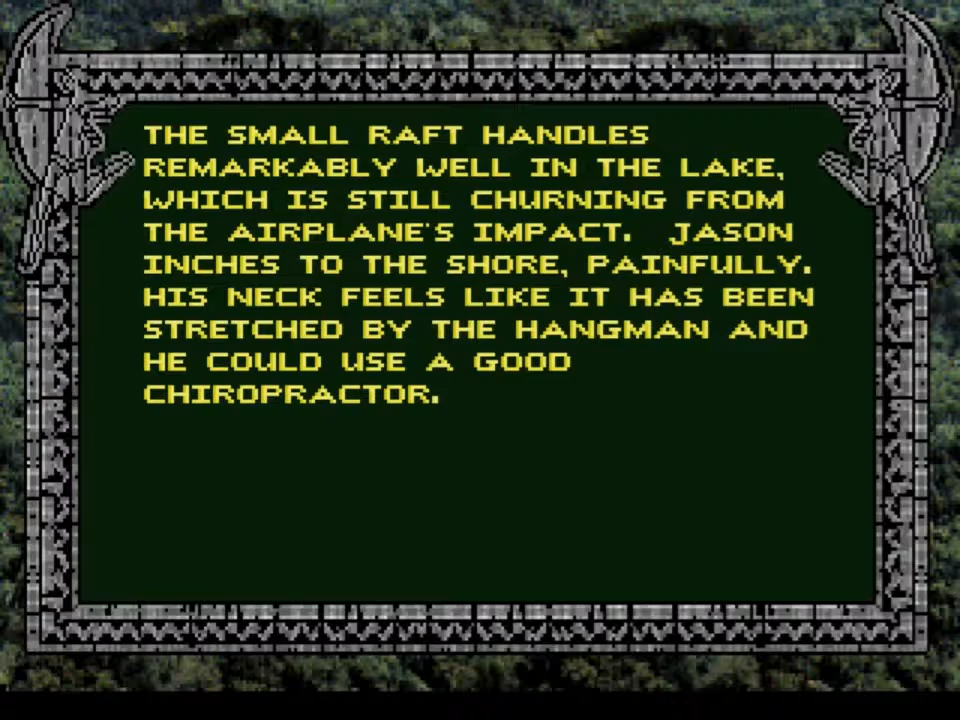 THE SMALL RAFT HANDLES
REMARKABLY WELL IN THE LAKE,
WHICH IS STILL CHURNING FROM
THE AIRPLANE'S IMPACT. JASON
INCHES TO THE SHORE, PAINFULLY.
HIS NECK FEELS LIKE IT HAS BEEN
STRETCHED BY THE HANGMAN AND
HE COULD USE A GOOD
CHIROPRACTOR.